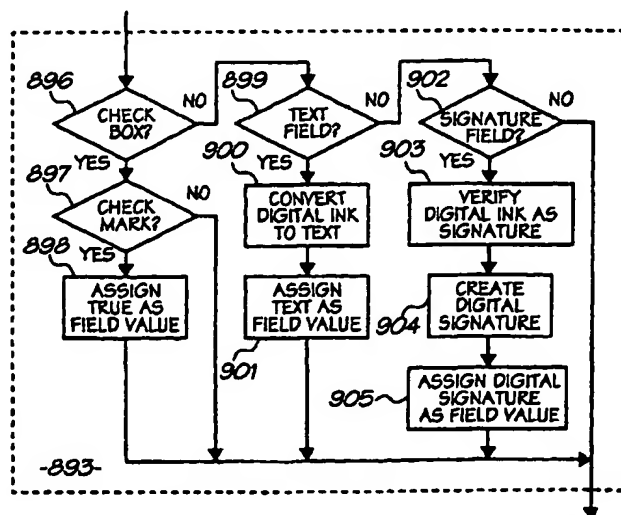 896
CHECK
BOX?
NO
YES
897
CHECK
MARK?
NO
YES
898
ASSIGN
TRUE AS
FIELD VALUE
899
TEXT
FIELD?
NO
YES
900
CONVERT
DIGITAL INK
TO TEXT
ASSIGN
TEXT AS
FIELD VALUE
901
902
SIGNATURE
FIELD?
NO
YES
903
VERIFY
DIGITAL INK AS
SIGNATURE
CREATE
DIGITAL
SIGNATURE
904
ASSIGN DIGITAL
SIGNATURE
AS FIELD VALUE
905
-893-